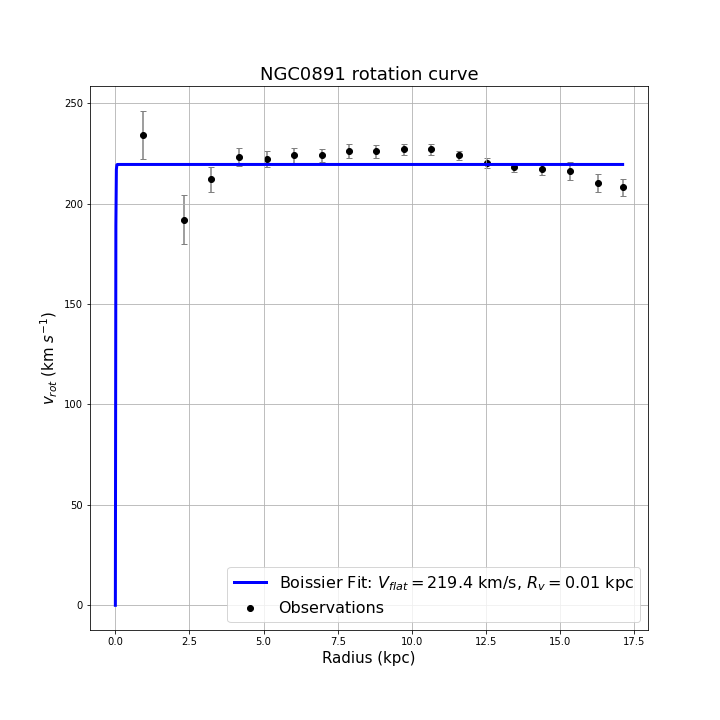 NGC0891 rotation curve
250
200
150
100
50
0
v_rot (km s⁻¹)
Boissier Fit: V_flat = 219.4 km/s, R_v = 0.01 kpc
Observations
0.0 2.5 5.0 7.5 10.0 12.5 15.0 17.5
Radius (kpc)